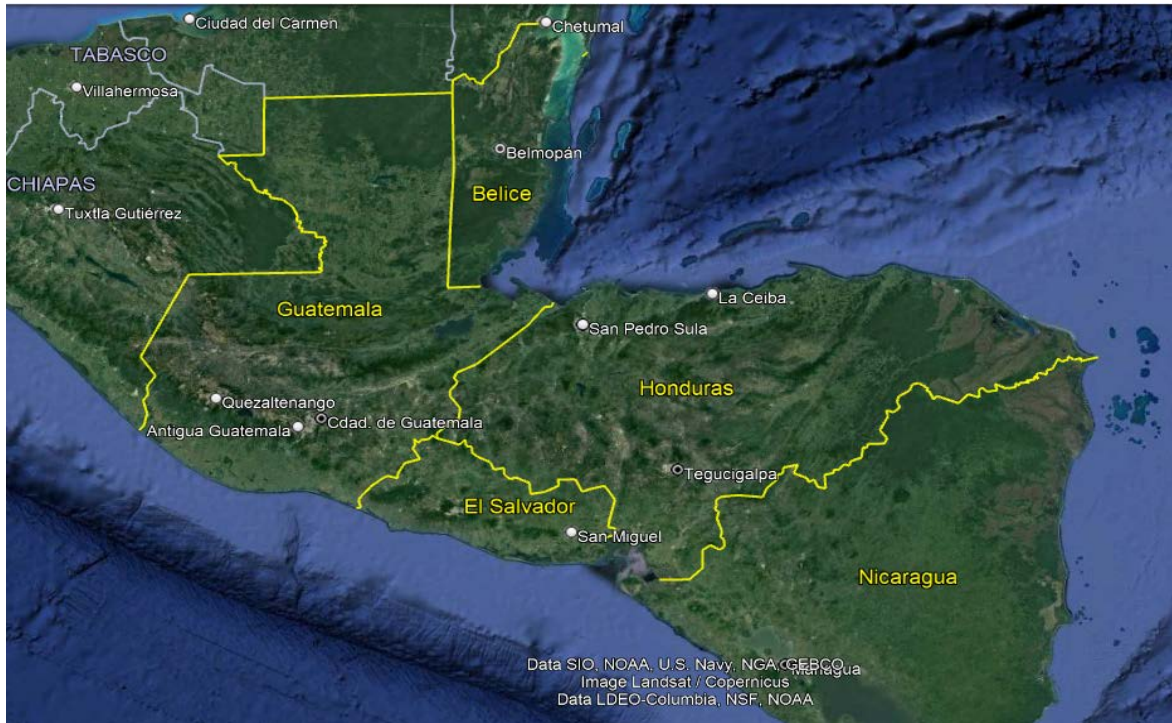 Ciudad del Carmen
Chetumal
TABASCO
Villahermosa
Belmopán
CHIAPAS
Belice
Tuxtla Gutiérrez
La Ceiba
Guatemala
San Pedro Sula
Honduras
Quezaltenango
Cdad. de Guatemala
Antigua Guatemala
Tegucigalpa
El Salvador
San Miguel
Nicaragua
Data SIO, NOAA, U.S. Navy, NGA, GEBCO
Managua
Image Landsat / Copernicus
Data LDEO-Columbia, NSF, NOAA